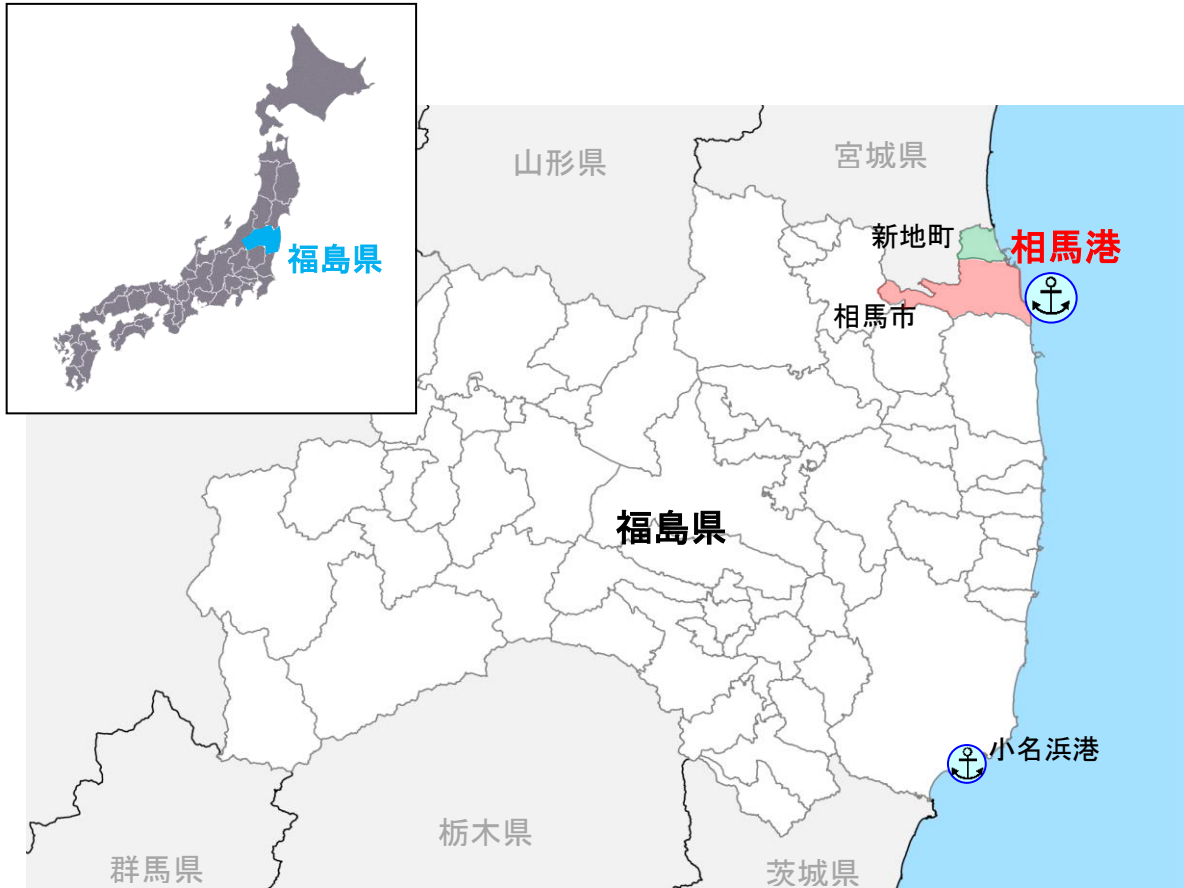 山形県
宮城県
新地町
相馬港
福島県
相馬市
福島県
小名浜港
栃木県
群馬県
茨城県